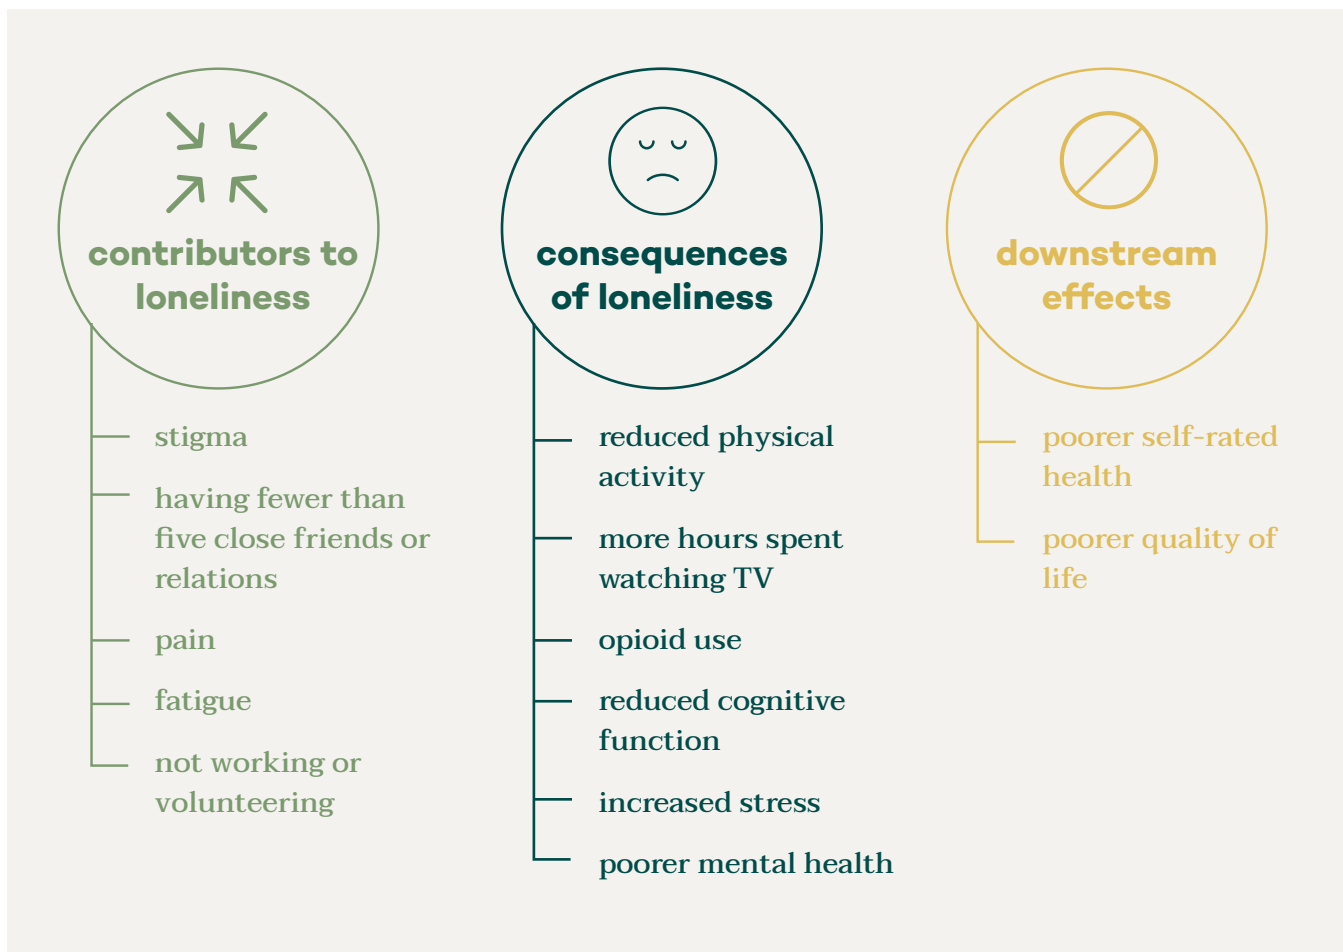 contributors to
loneliness
stigma
having fewer than
five close friends or
relations
pain
fatigue
not working or
volunteering
consequences
of loneliness
reduced physical
activity
more hours spent
watching TV
opioid use
reduced cognitive
function
increased stress
poorer mental health
downstream
effects
poorer self-rated
health
poorer quality of
life